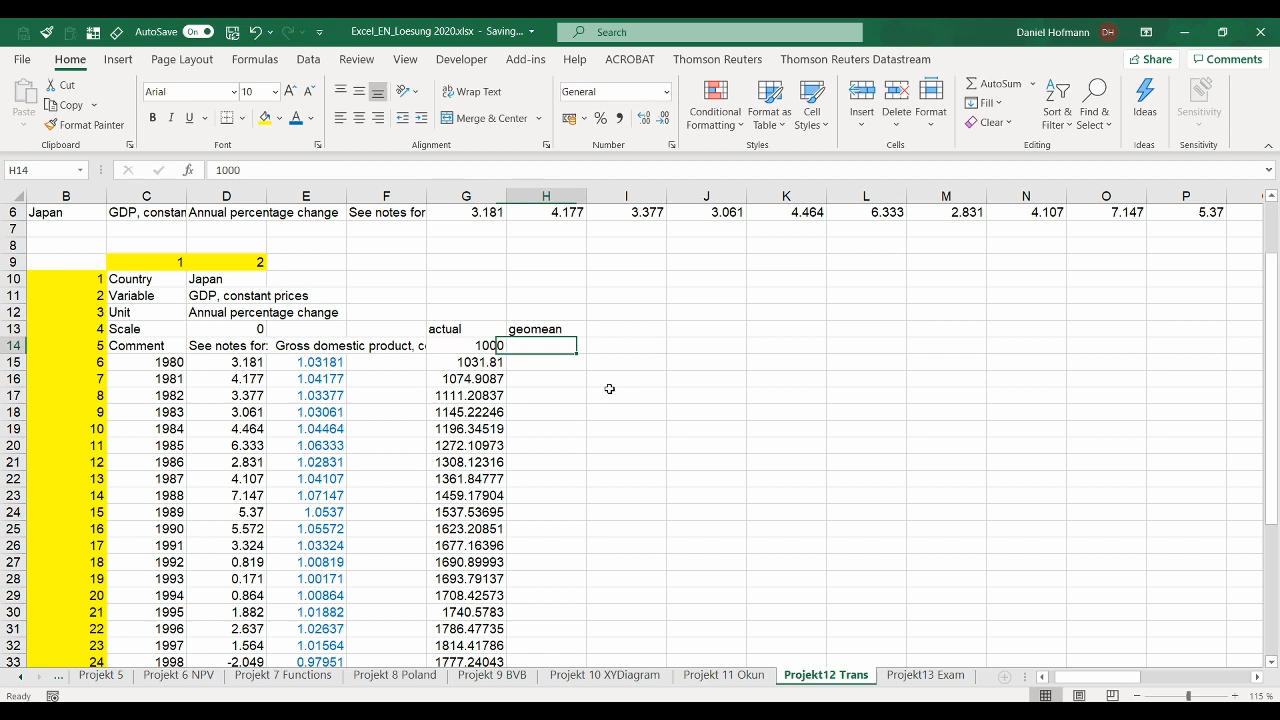 AutoSave On Excel_EN_Loesung 2020.xlsx - Saving... Search Daniel Hofmann DH
File Home Insert Page Layout Formulas Data Review View Developer Add-ins Help ACROBAT Thomson Reuters Thomson Reuters Datastream Share Comments
Paste Cut Copy Format Painter Arial 10 B I U Wrap Text Merge & Center General Conditional Formatting Format as Table Cell Styles Insert Delete Format AutoSum Fill Clear Sort & Filter Find & Select Ideas Sensitivity
Clipboard Font Alignment Number Styles Cells Editing Ideas Sensitivity
H14 fx 1000
B C D E F G H I J K L M N O P
6 Japan GDP, constan Annual percentage change See notes for 3.181 4.177 3.377 3.061 4.464 6.333 2.831 4.107 7.147 5.37
7
8
9 1 2
10 1 Country Japan
11 2 Variable GDP, constant prices
12 3 Unit Annual percentage change
13 4 Scale 0 actual geomean
14 5 Comment See notes for: Gross domestic product, c 1000
15 6 1980 3.181 1.03181 1031.81
16 7 1981 4.177 1.04177 1074.9087
17 8 1982 3.377 1.03377 1111.20837
18 9 1983 3.061 1.03061 1145.22246
19 10 1984 4.464 1.04464 1196.34519
20 11 1985 6.333 1.06333 1272.10973
21 12 1986 2.831 1.02831 1308.12316
22 13 1987 4.107 1.04107 1361.84777
23 14 1988 7.147 1.07147 1459.17904
24 15 1989 5.37 1.0537 1537.53695
25 16 1990 5.572 1.05572 1623.20851
26 17 1991 3.324 1.03324 1677.16396
27 18 1992 0.819 1.00819 1690.89993
28 19 1993 0.171 1.00171 1693.79137
29 20 1994 0.864 1.00864 1708.42573
30 21 1995 1.882 1.01882 1740.5783
31 22 1996 2.637 1.02637 1786.47735
32 23 1997 1.564 1.01564 1814.41786
33 24 1998 -2.049 0.97951 1777.24043
... Projekt 5 Projekt 6 NPV Projekt 7 Functions Projekt 8 Poland Projekt 9 BVB Projekt 10 XYDiagram Projekt 11 Okun Projekt12 Trans Projekt13 Exam
Ready 115 %